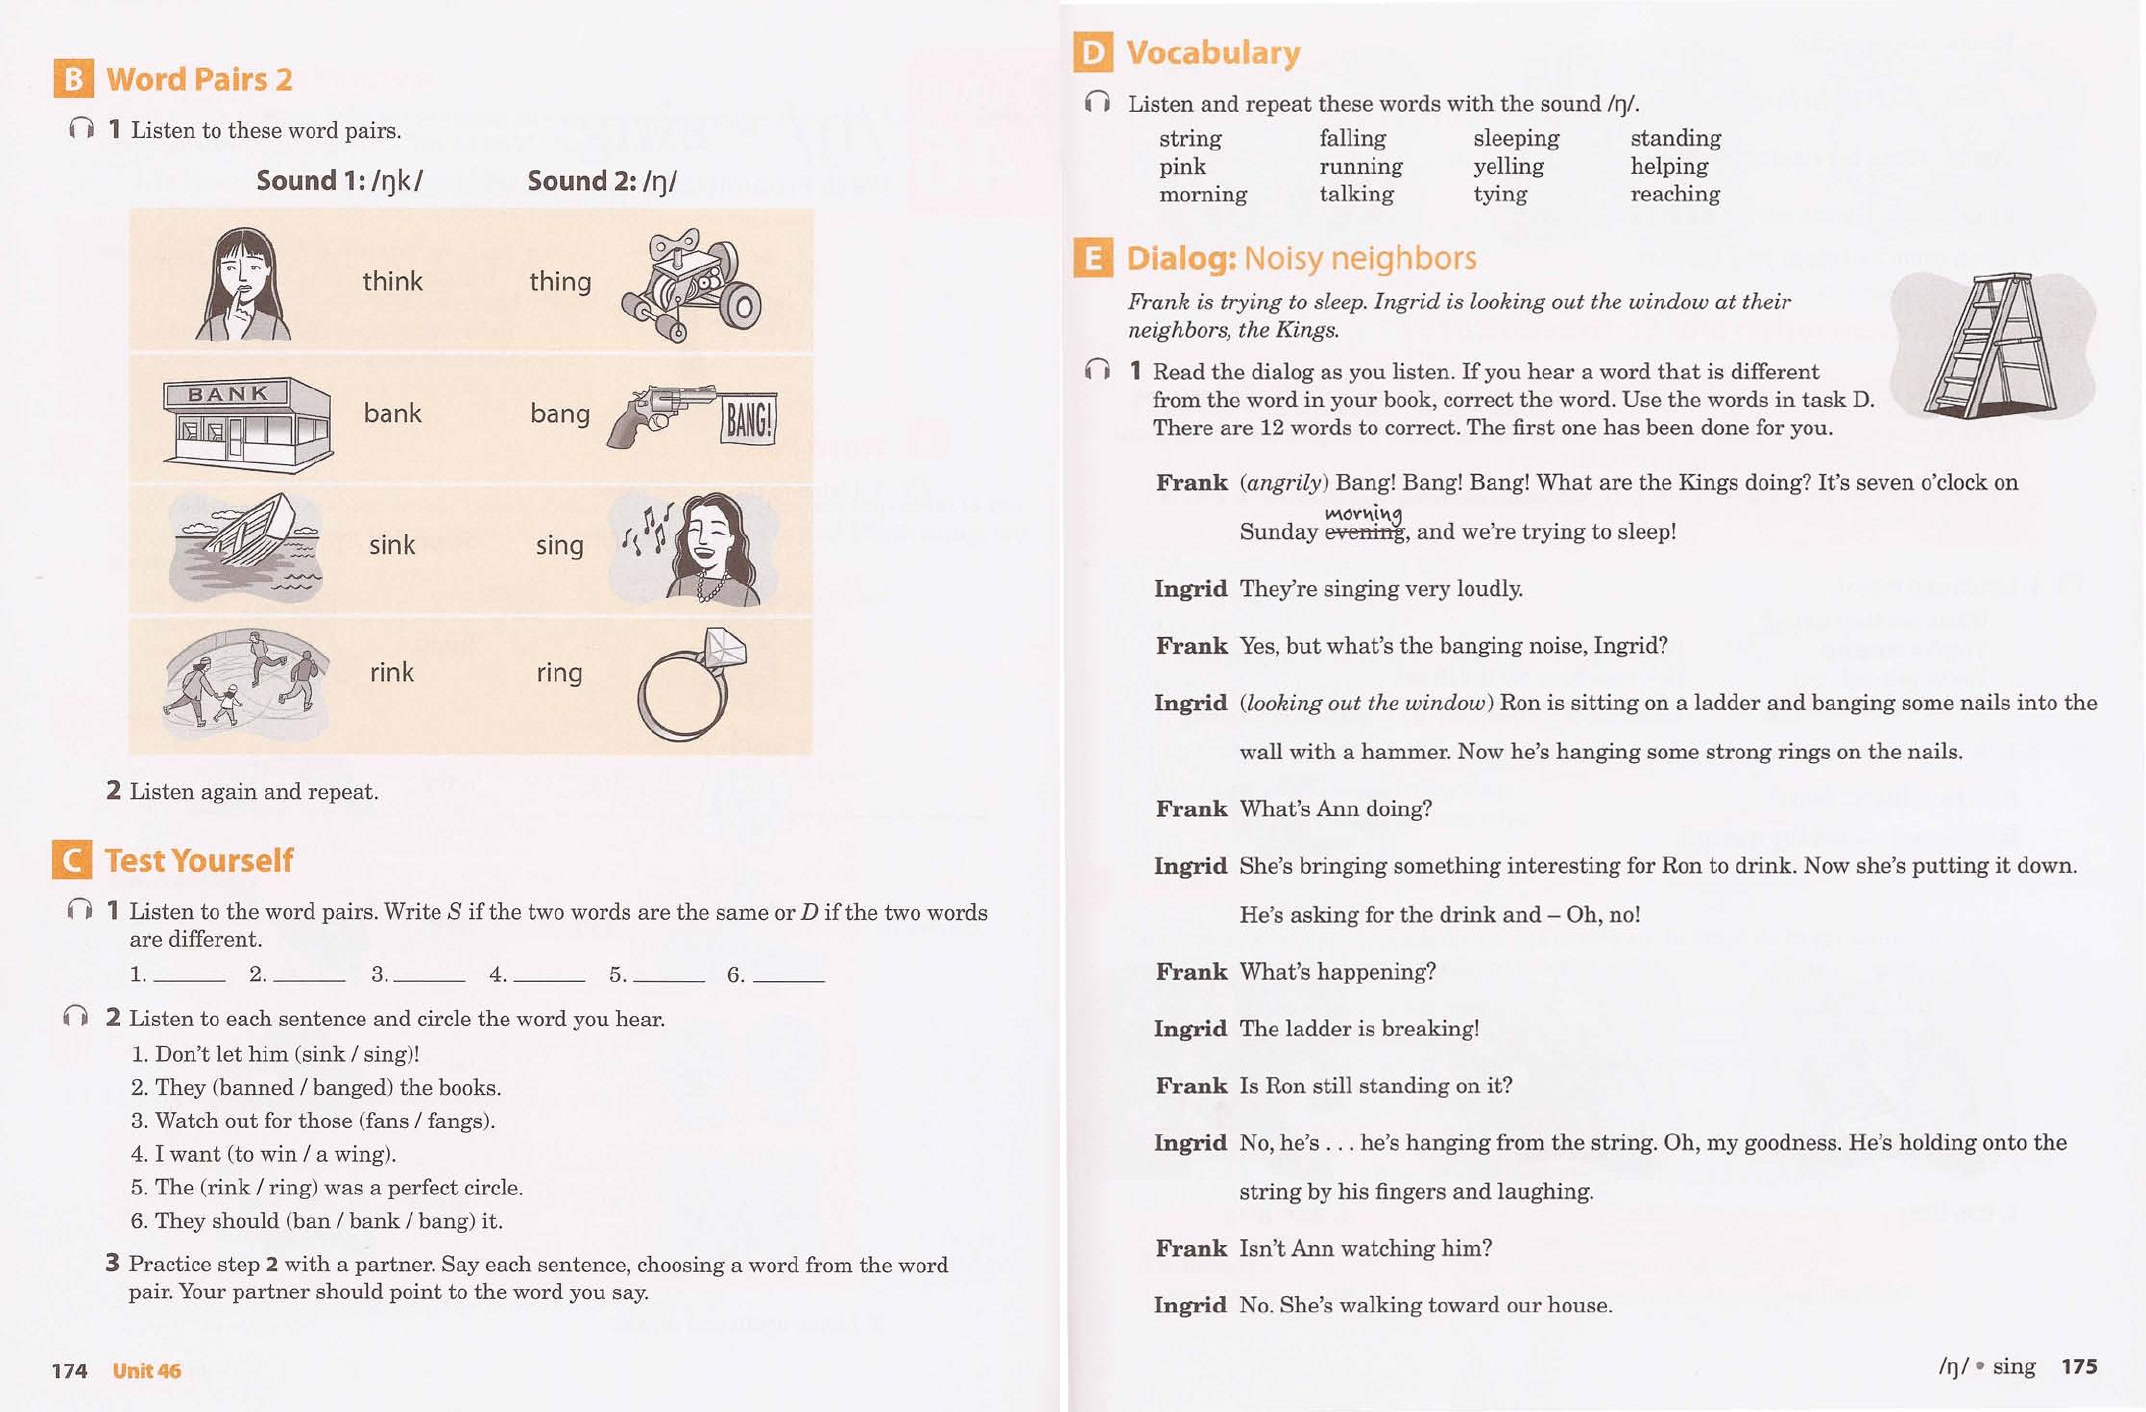 B Word Pairs 2
1 Listen to these word pairs.
Sound 1: /ŋk/ Sound 2: /ŋ/
think thing
BANK bank bang BANG!
sink sing
rink ring
2 Listen again and repeat.
C Test Yourself
1 Listen to the word pairs. Write S if the two words are the same or D if the two words
are different.
1. ______ 2. ______ 3. ______ 4. ______ 5. ______ 6. ______
2 Listen to each sentence and circle the word you hear.
1. Don't let him (sink / sing)!
2. They (banned / banged) the books.
3. Watch out for those (fans / fangs).
4. I want (to win / a wing).
5. The (rink / ring) was a perfect circle.
6. They should (ban / bank / bang) it.
3 Practice step 2 with a partner. Say each sentence, choosing a word from the word
pair. Your partner should point to the word you say.
174 Unit 46
D Vocabulary
Listen and repeat these words with the sound /ŋ/.
string falling sleeping standing
pink running yelling helping
morning talking tying reaching
E Dialog: Noisy neighbors
Frank is trying to sleep. Ingrid is looking out the window at their
neighbors, the Kings.
1 Read the dialog as you listen. If you hear a word that is different
from the word in your book, correct the word. Use the words in task D.
There are 12 words to correct. The first one has been done for you.
Frank (angrily) Bang! Bang! Bang! What are the Kings doing? It's seven o'clock on
morning
Sunday evening, and we're trying to sleep!
Ingrid They're singing very loudly.
Frank Yes, but what's the banging noise, Ingrid?
Ingrid (looking out the window) Ron is sitting on a ladder and banging some nails into the
wall with a hammer. Now he's hanging some strong rings on the nails.
Frank What's Ann doing?
Ingrid She's bringing something interesting for Ron to drink. Now she's putting it down.
He's asking for the drink and – Oh, no!
Frank What's happening?
Ingrid The ladder is breaking!
Frank Is Ron still standing on it?
Ingrid No, he's . . . he's hanging from the string. Oh, my goodness. He's holding onto the
string by his fingers and laughing.
Frank Isn't Ann watching him?
Ingrid No. She's walking toward our house.
/ŋ/ • sing 175